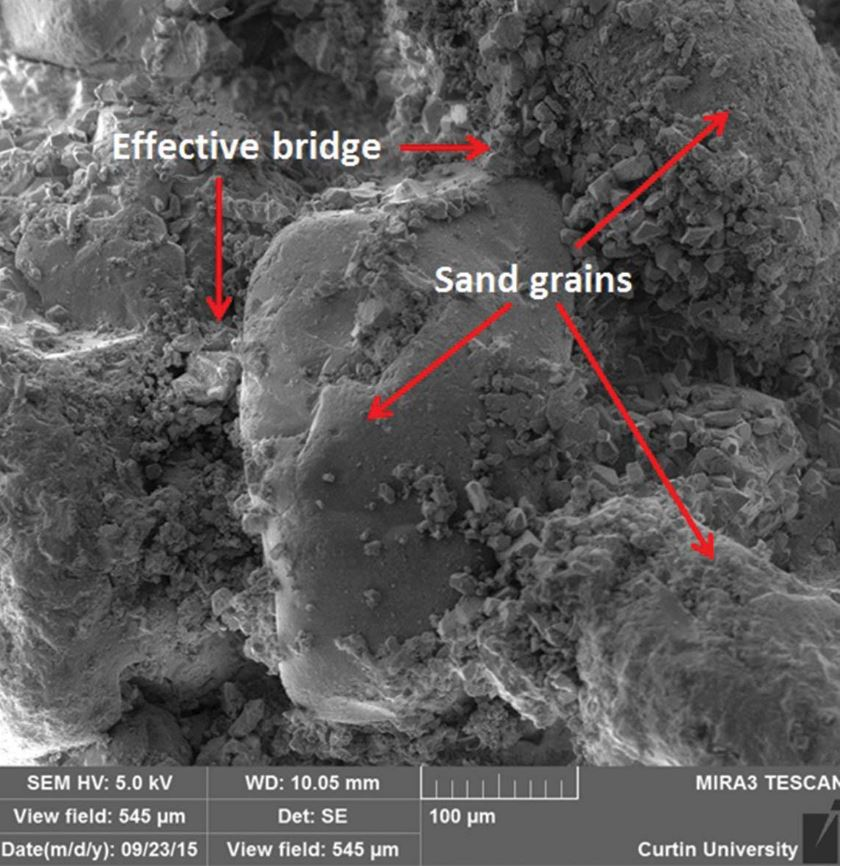 Effective bridge
Sand grains
SEM HV: 5.0 kV
WD: 10.05 mm
MIRA3 TESCAN
View field: 545 µm
Det: SE
100 µm
Date(m/d/y): 09/23/15
View field: 545 µm
Curtin University